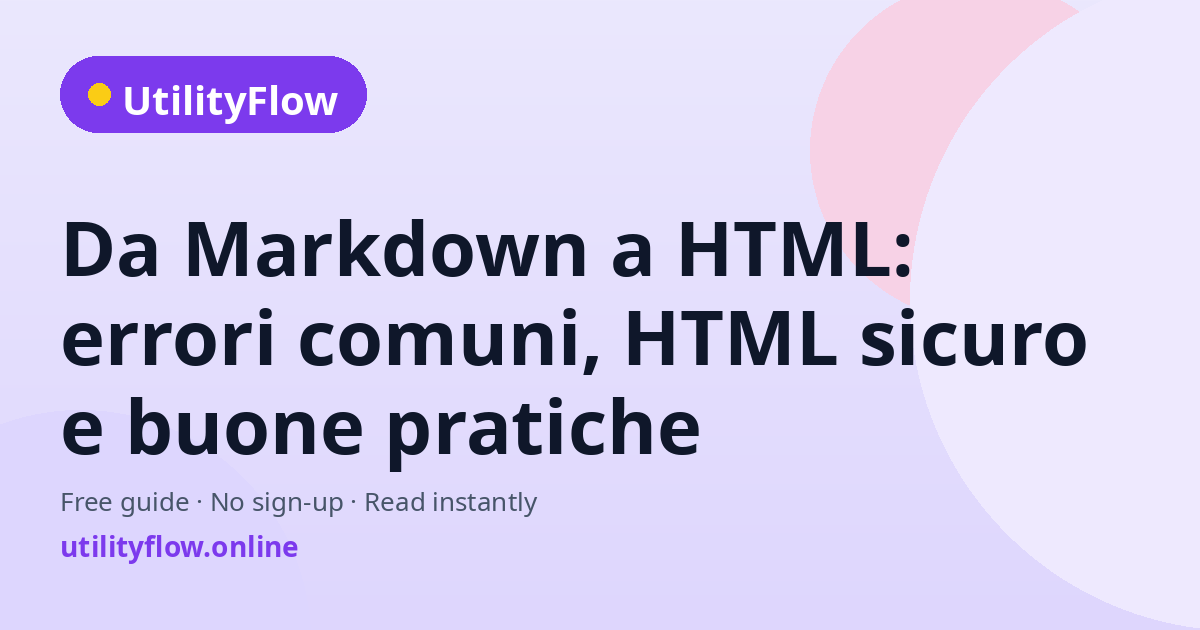 UtilityFlow
Da Markdown a HTML:
errori comuni, HTML sicuro
e buone pratiche
Free guide · No sign-up · Read instantly
utilityflow.online